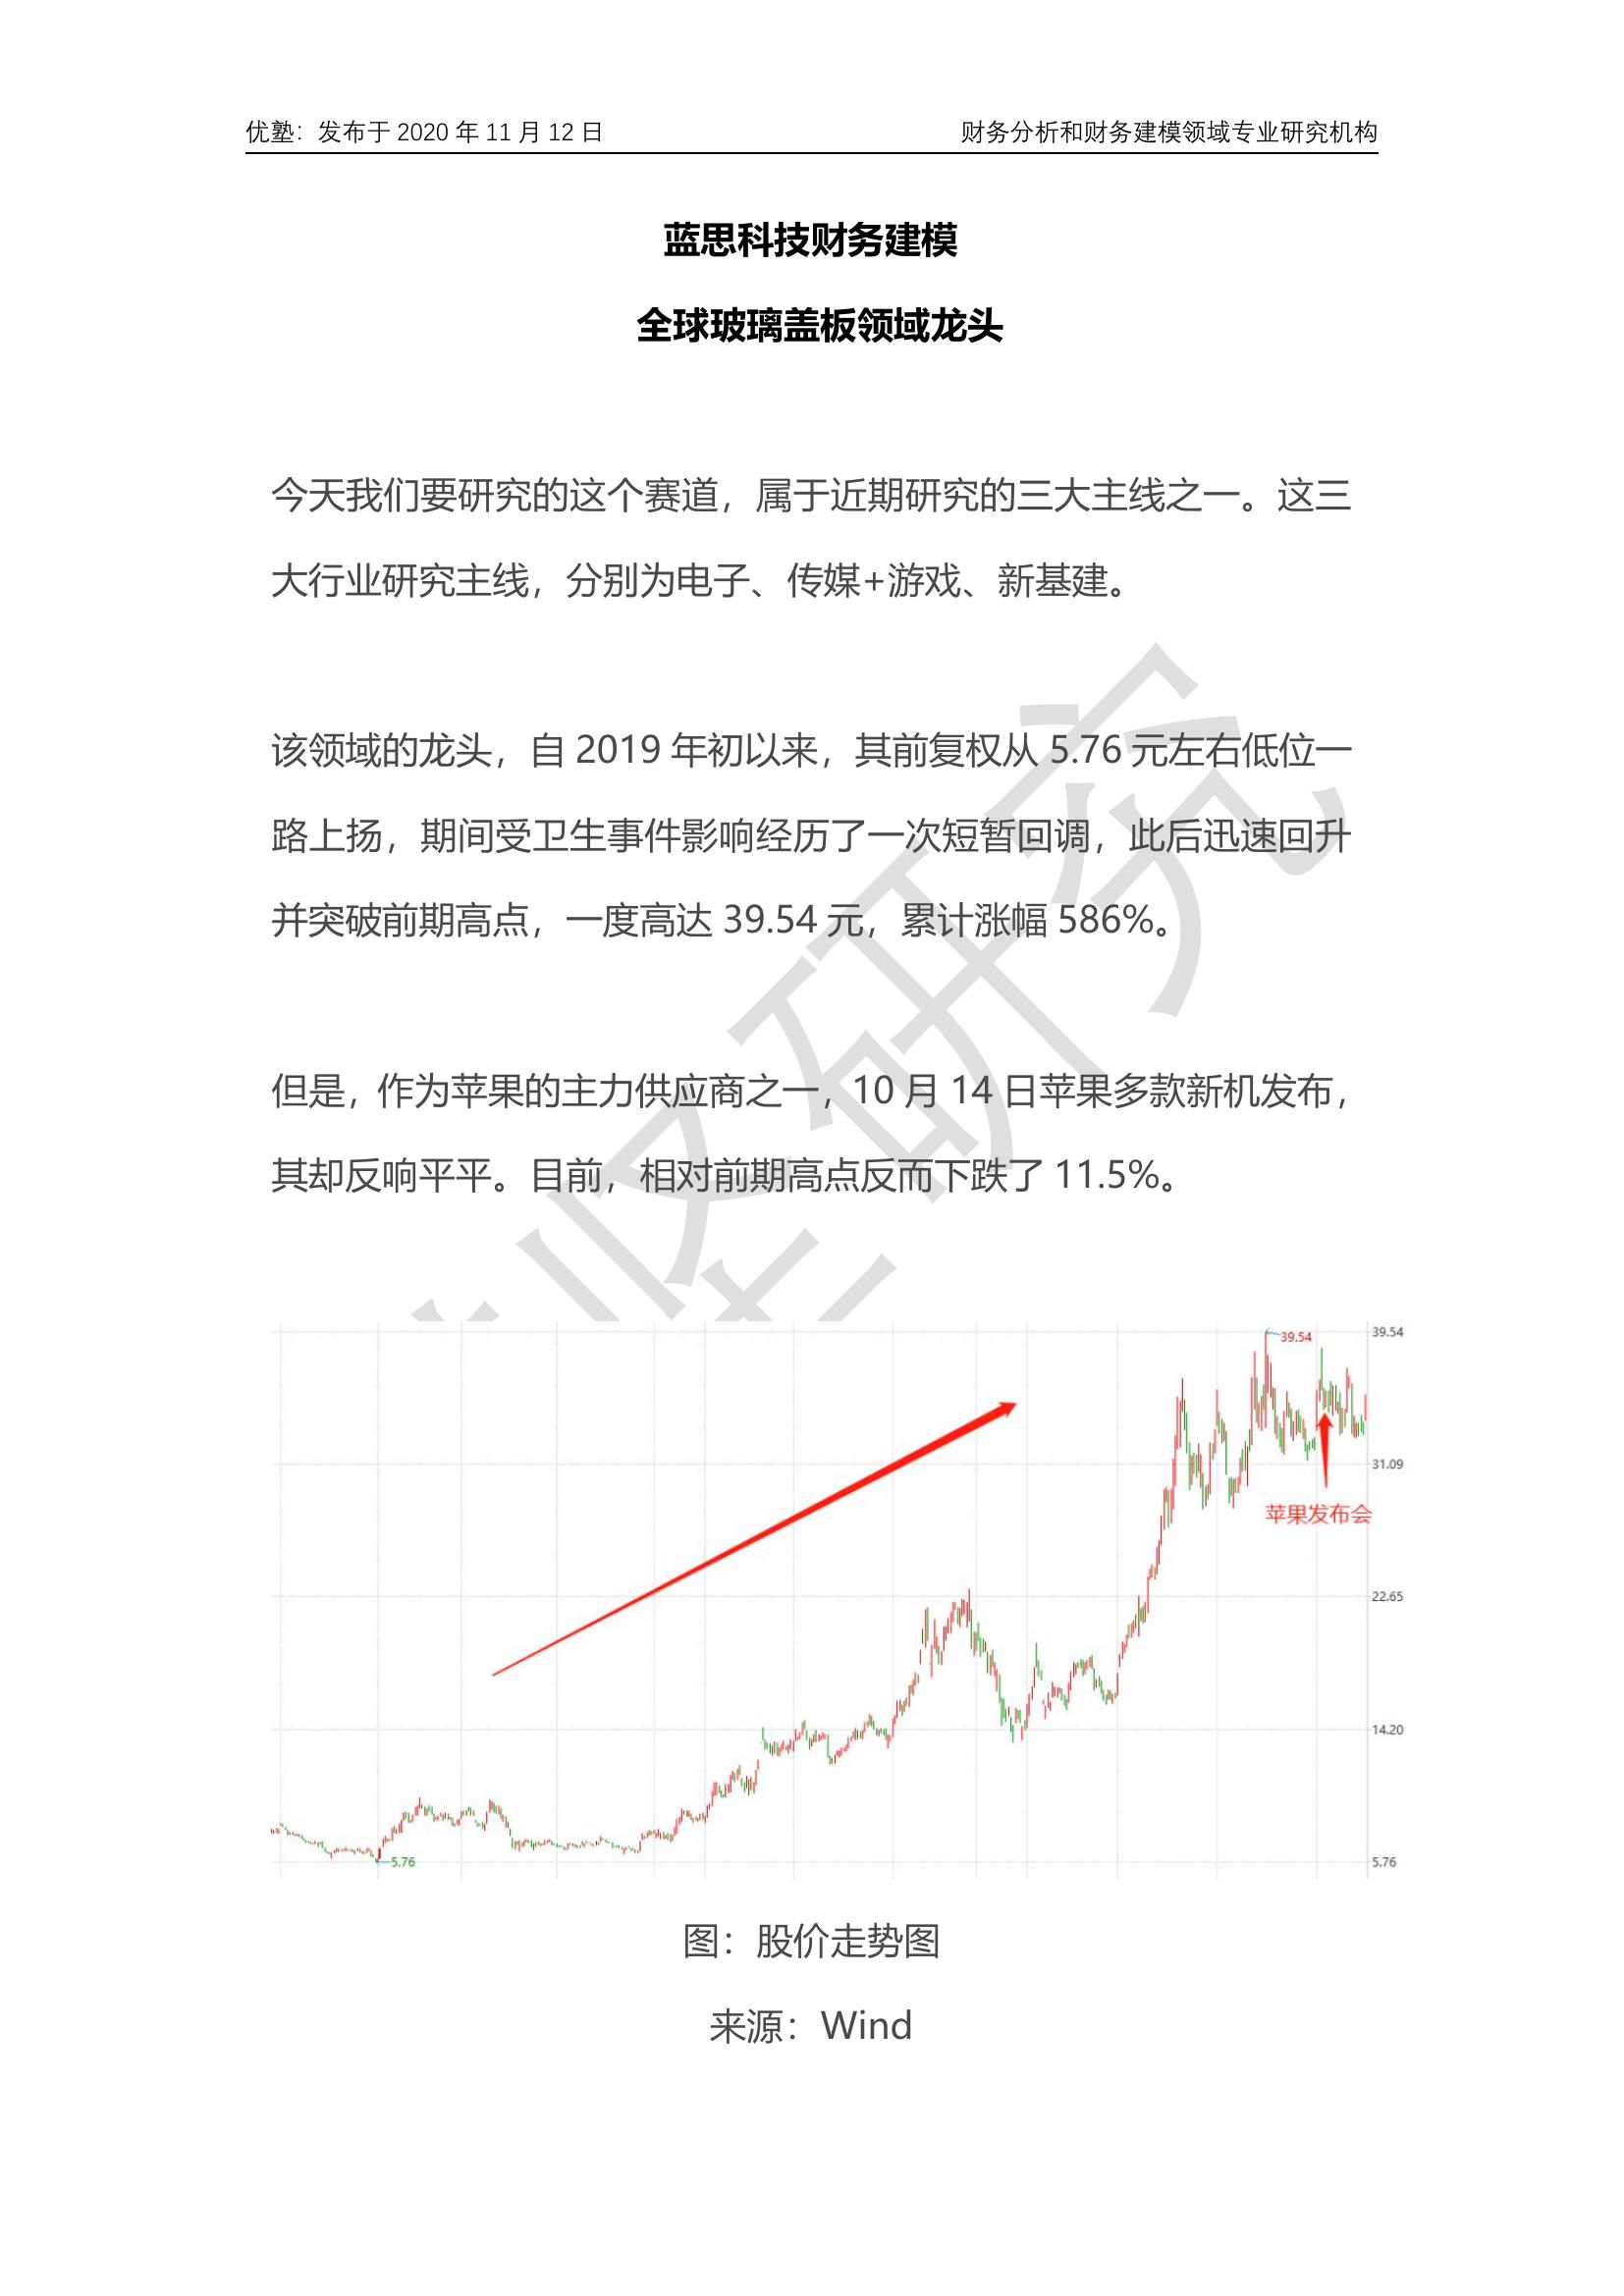 优塾：发布于 2020 年 11 月 12 日 财务分析和财务建模领域专业研究机构
蓝思科技财务建模
全球玻璃盖板领域龙头
今天我们要研究的这个赛道，属于近期研究的三大主线之一。这三
大行业研究主线，分别为电子、传媒+游戏、新基建。
该领域的龙头，自 2019 年初以来，其前复权从 5.76 元左右低位一
路上扬，期间受卫生事件影响经历了一次短暂回调，此后迅速回升
并突破前期高点，一度高达 39.54 元，累计涨幅 586%。
但是，作为苹果的主力供应商之一，10 月 14 日苹果多款新机发布，
其却反响平平。目前，相对前期高点反而下跌了 11.5%。
坚研究
39.54
39.54
31.09
苹果发布会
22.65
14.20
5.76
5.76
图：股价走势图
来源：Wind